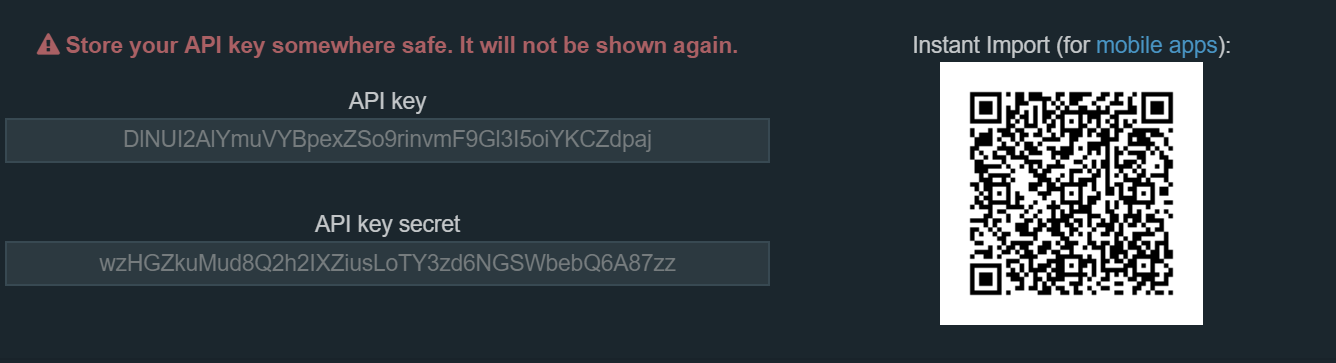 Store your API key somewhere safe. It will not be shown again.
API key
DlNUI2AlYmuVYBpexZSo9rinvmF9Gl3I5oiYKCZdpaj
API key secret
wzHGZkuMud8Q2h2IXZiusLoTY3zd6NGSWbebQ6A87zz
Instant Import (for mobile apps):